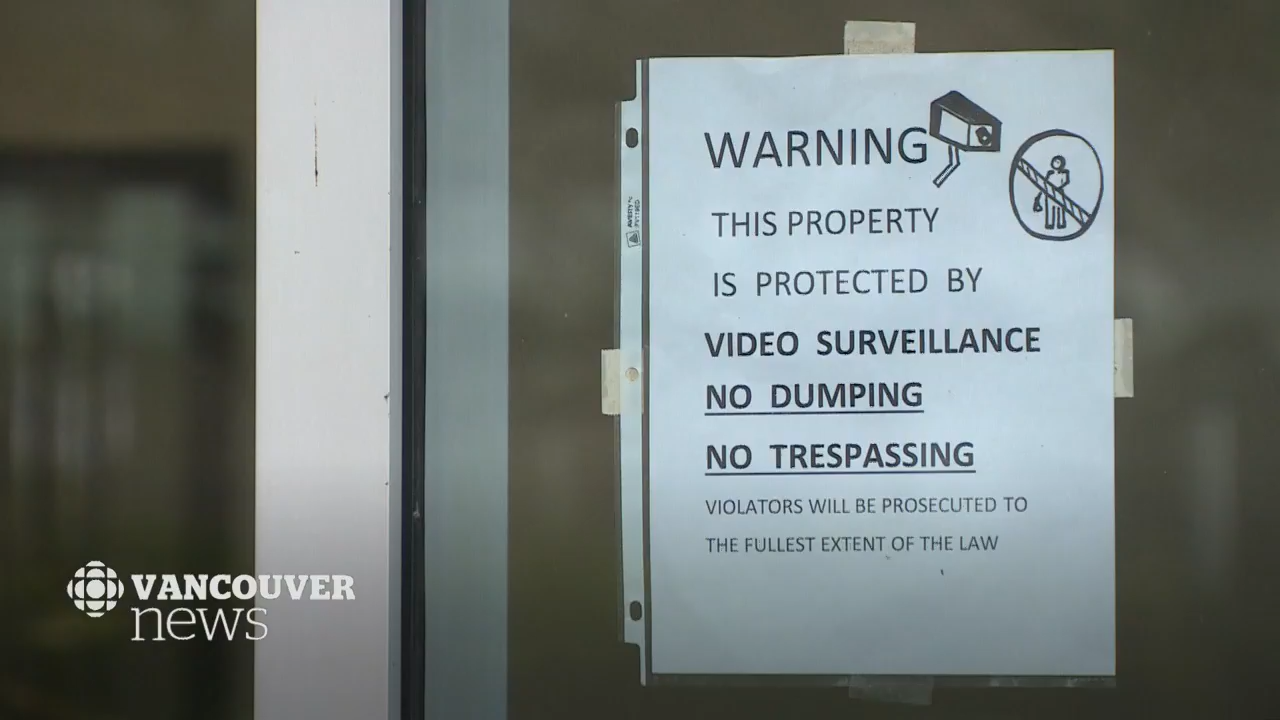 WARNING
THIS PROPERTY
IS PROTECTED BY
VIDEO SURVEILLANCE
NO DUMPING
NO TRESPASSING
VIOLATORS WILL BE PROSECUTED TO
THE FULLEST EXTENT OF THE LAW
VANCOUVER
news